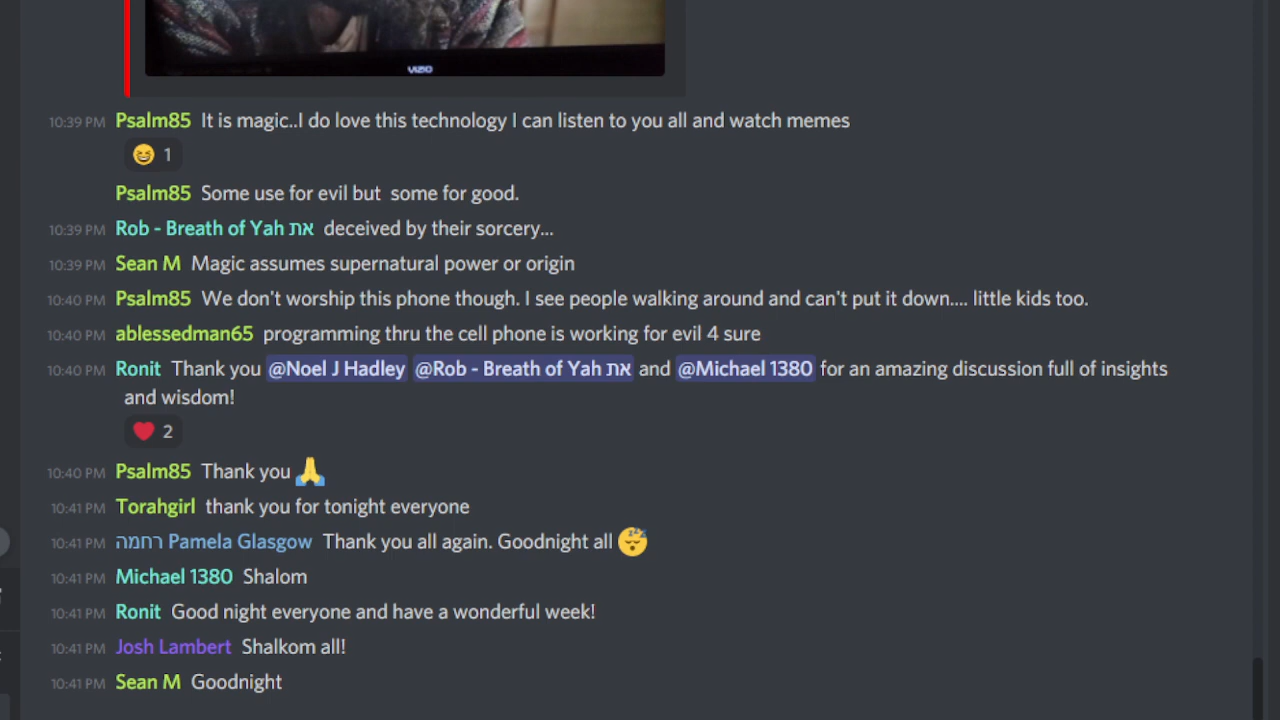 VIZIO
10:39 PM Psalm85 It is magic..I do love this technology I can listen to you all and watch memes
😆 1
Psalm85 Some use for evil but  some for good.
10:39 PM Rob - Breath of Yah את deceived by their sorcery...
10:39 PM Sean M Magic assumes supernatural power or origin
10:40 PM Psalm85 We don't worship this phone though. I see people walking around and can't put it down.... little kids too.
10:40 PM ablessedman65 programming thru the cell phone is working for evil 4 sure
10:40 PM Ronit Thank you @Noel J Hadley @Rob - Breath of Yah את and @Michael 1380 for an amazing discussion full of insights
and wisdom!
❤️ 2
10:40 PM Psalm85 Thank you 🙏
10:41 PM Torahgirl thank you for tonight everyone
10:41 PM רחמה Pamela Glasgow Thank you all again. Goodnight all 😴
10:41 PM Michael 1380 Shalom
10:41 PM Ronit Good night everyone and have a wonderful week!
10:41 PM Josh Lambert Shalkom all!
10:41 PM Sean M Goodnight